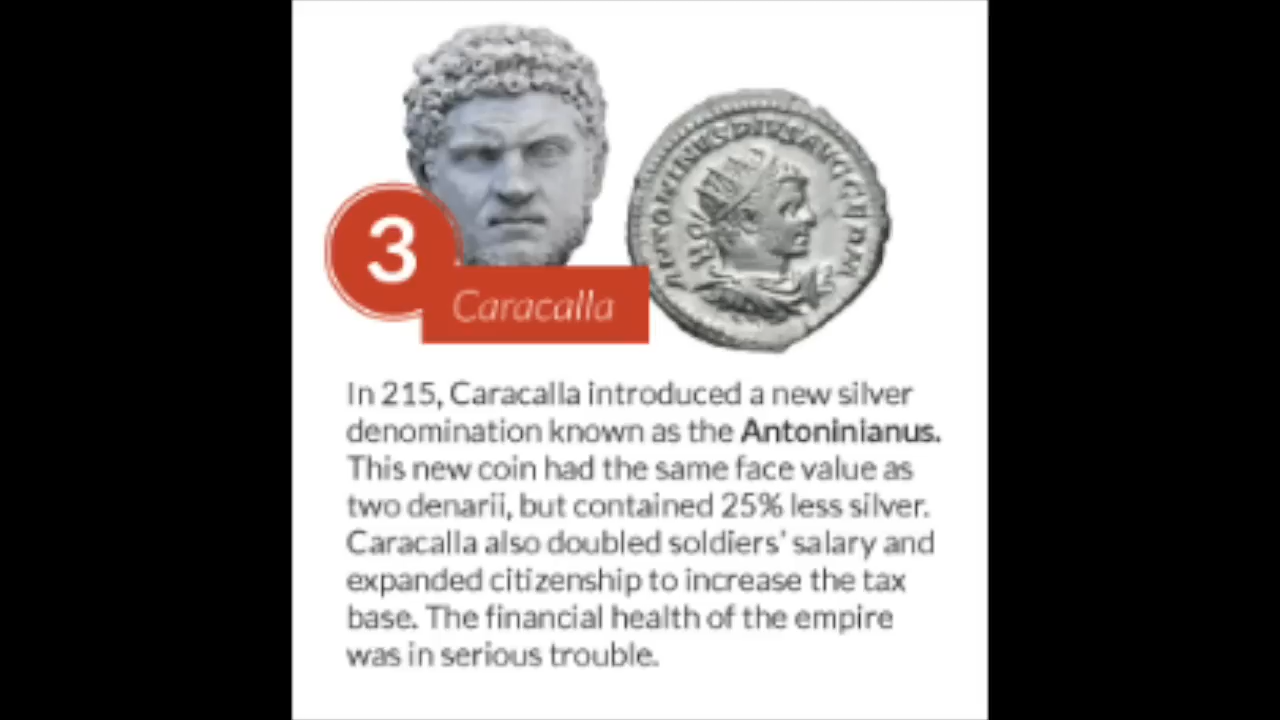 3
Caracalla
ANTONINVSPIVSAVGGERM
In 215, Caracalla introduced a new silver
denomination known as the Antoninianus.
This new coin had the same face value as
two denarii, but contained 25% less silver.
Caracalla also doubled soldiers' salary and
expanded citizenship to increase the tax
base. The financial health of the empire
was in serious trouble.